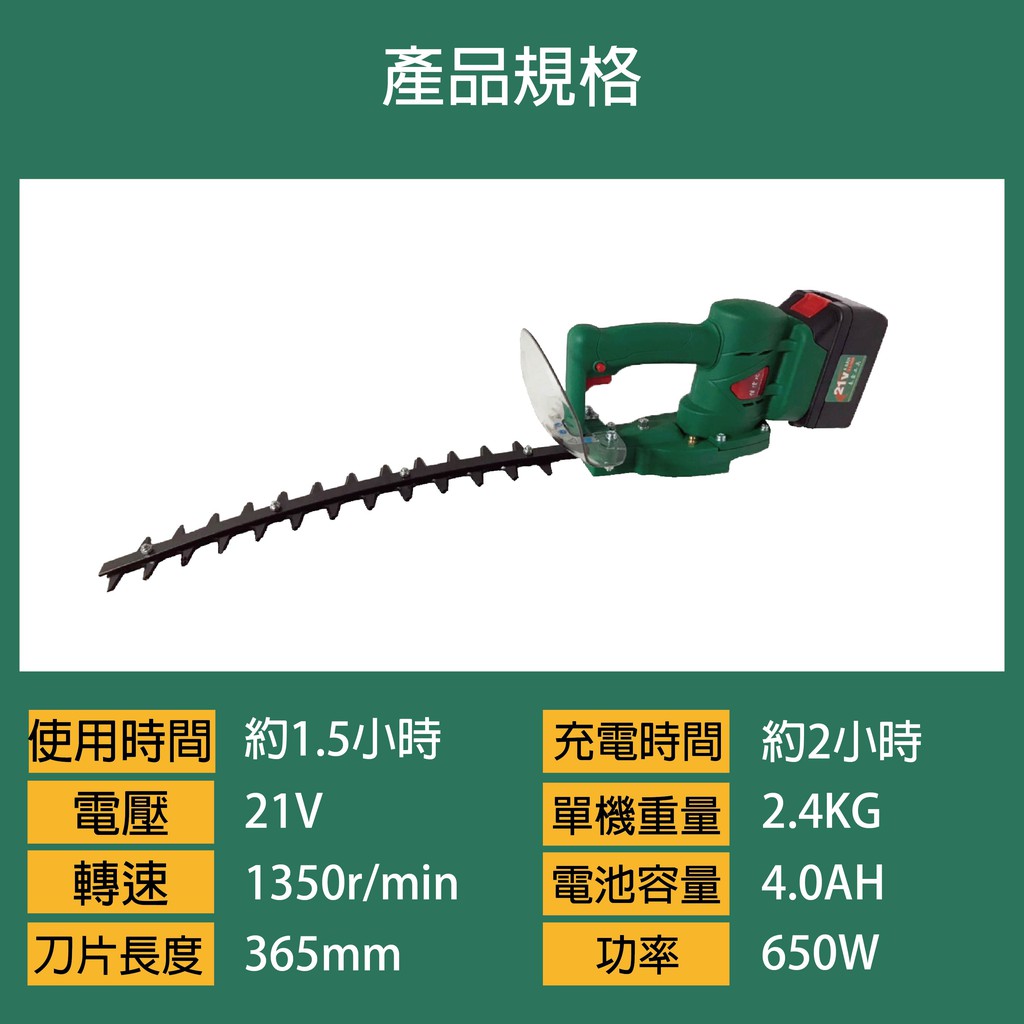 產品規格
21V
使用時間 約1.5小時
充電時間 約2小時
電壓 21V
單機重量 2.4KG
轉速 1350r/min
電池容量 4.0AH
刀片長度 365mm
功率 650W